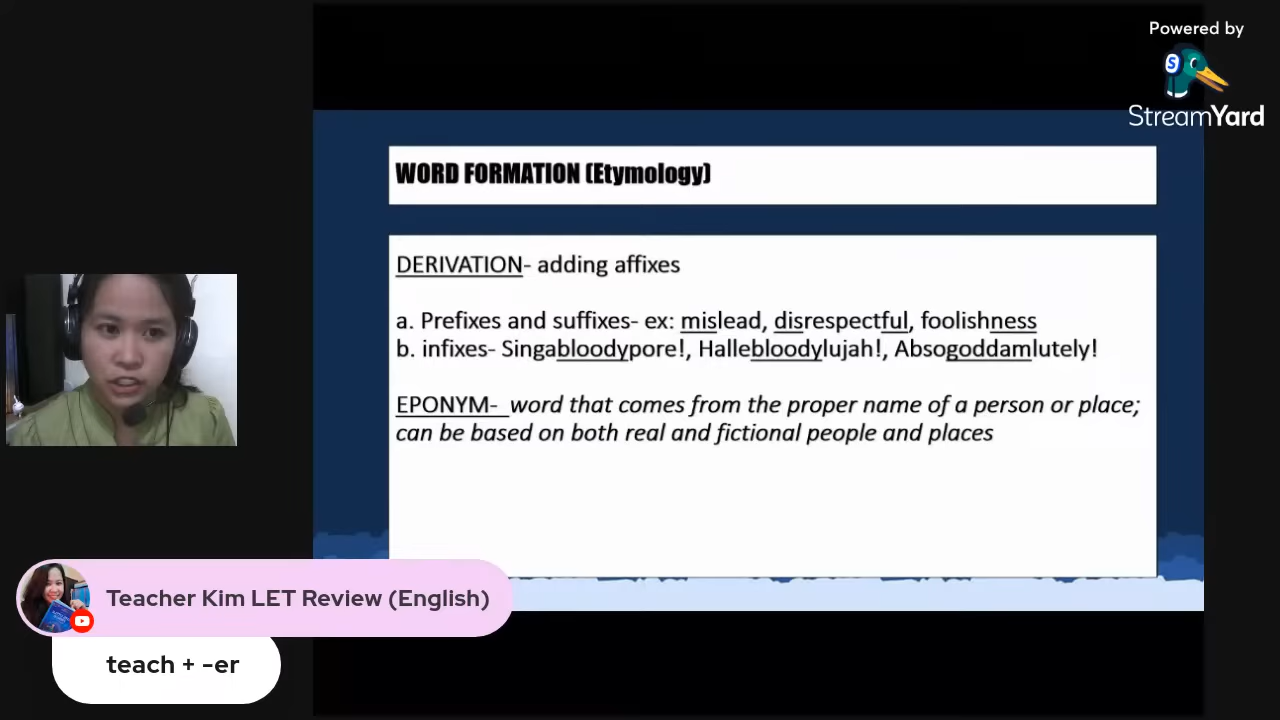 Powered by
StreamYard
WORD FORMATION (Etymology)
DERIVATION- adding affixes
a. Prefixes and suffixes- ex: mislead, disrespectful, foolishness
b. infixes- Singabloodypore!, Hallebloodylujah!, Absogoddamlutely!
EPONYM- word that comes from the proper name of a person or place;
can be based on both real and fictional people and places
Teacher Kim LET Review (English)
teach + -er